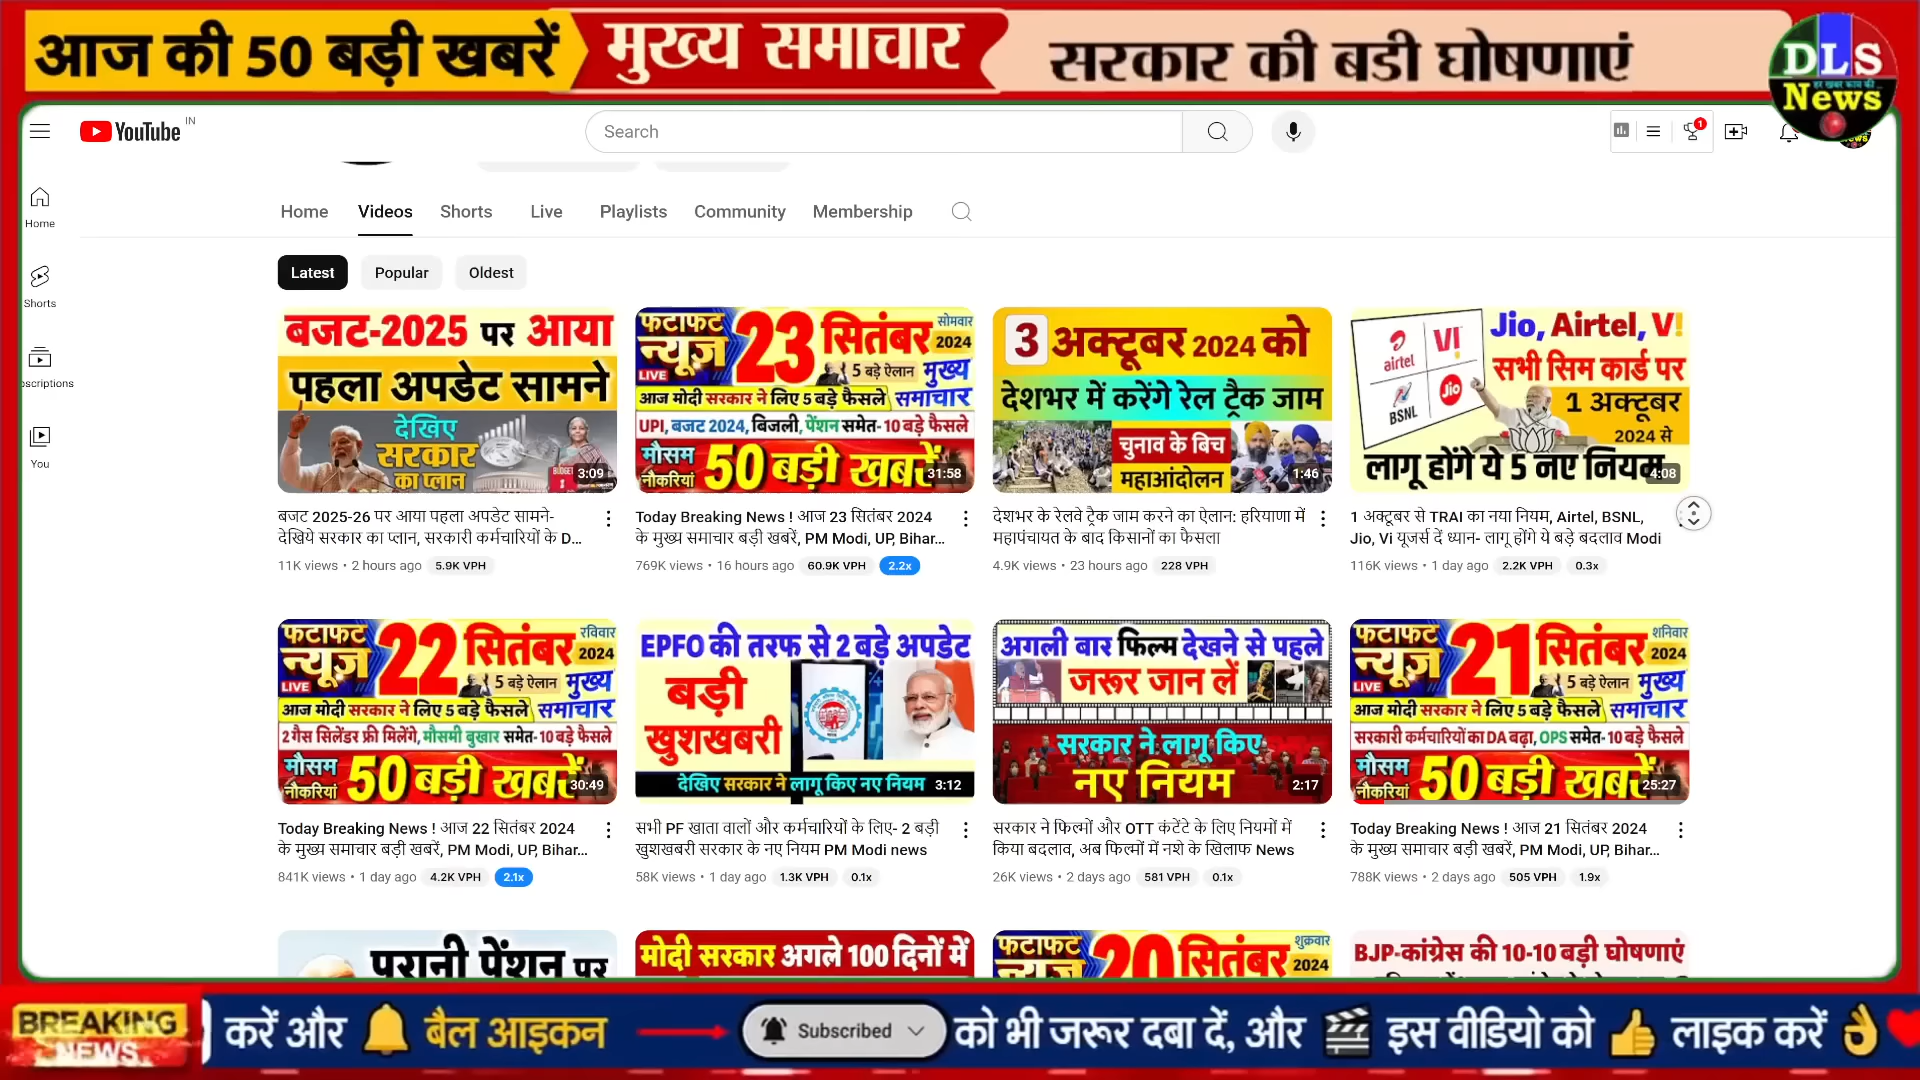 आज की 50 बड़ी खबरें
मुख्य समाचार
सरकार की बडी घोषणाएं
DLS
हर खबर काम की
News
YouTube IN
Search
1
Home
Shorts
oscriptions
You
Home Videos Shorts Live Playlists Community Membership
Latest Popular Oldest
बजट-2025 पर आया
पहला अपडेट सामने
देखिए
सरकार
का प्लान
BUDGET
3:09
बजट 2025-26 पर आया पहला अपडेट सामने-
देखिये सरकार का प्लान, सरकारी कर्मचारियों के D...
11K views • 2 hours ago 5.9K VPH
फटाफट
न्यूज़
LIVE
23 सितंबर
सोमवार
2024
5 बड़े ऐलान
मुख्य
समाचार
आज मोदी सरकार ने लिए 5 बड़े फैसले
UPI, बजट 2024, बिजली, पेंशन समेत-10 बड़े फैसले
मौसम
नौकरियां
50 बड़ी खबरें
31:58
Today Breaking News ! आज 23 सितंबर 2024
के मुख्य समाचार बड़ी खबरें, PM Modi, UP, Bihar...
769K views • 16 hours ago 60.9K VPH 2.2x
3 अक्टूबर 2024 को
देशभर में करेंगे रेल ट्रैक जाम
चुनाव के बिच
महाआंदोलन
1:46
देशभर के रेलवे ट्रैक जाम करने का ऐलान: हरियाणा में
महापंचायत के बाद किसानों का फैसला
4.9K views • 23 hours ago 228 VPH
airtel
VI
BSNL
Jio
Jio, Airtel, V!
सभी सिम कार्ड पर
1 अक्टूबर
2024 से
लागू होंगे ये 5 नए नियम
4:08
1 अक्टूबर से TRAI का नया नियम, Airtel, BSNL,
Jio, Vi यूजर्स दें ध्यान- लागू होंगे ये बड़े बदलाव Modi
116K views • 1 day ago 2.2K VPH 0.3x
फटाफट
न्यूज़
LIVE
22 सितंबर
रविवार
2024
5 बड़े ऐलान
मुख्य
समाचार
आज मोदी सरकार ने लिए 5 बड़े फैसले
2 गैस सिलेंडर फ्री मिलेंगे, मौसमी बुखार समेत-10 बड़े फैसले
मौसम
नौकरियां
50 बड़ी खबरें
30:49
Today Breaking News ! आज 22 सितंबर 2024
के मुख्य समाचार बड़ी खबरें, PM Modi, UP, Bihar...
841K views • 1 day ago 4.2K VPH 2.1x
EPFO की तरफ से 2 बड़े अपडेट
बड़ी
खुशखबरी
देखिए सरकार ने लागू किए नए नियम
3:12
सभी PF खाता वालों और कर्मचारियों के लिए- 2 बड़ी
खुशखबरी सरकार के नए नियम PM Modi news
58K views • 1 day ago 1.3K VPH 0.1x
अगली बार फिल्म देखने से पहले
जरूर जान लें
सरकार ने लागू किए
नए नियम
2:17
सरकार ने फिल्मों और OTT कंटेंटे के लिए नियमों में
किया बदलाव, अब फिल्मों में नशे के खिलाफ News
26K views • 2 days ago 581 VPH 0.1x
फटाफट
न्यूज़
LIVE
21 सितंबर
शनिवार
2024
5 बड़े ऐलान
मुख्य
समाचार
आज मोदी सरकार ने लिए 5 बड़े फैसले
सरकारी कर्मचारियों का DA बढ़ा, OPS समेत-10 बड़े फैसले
मौसम
नौकरियां
50 बड़ी खबरें
25:27
Today Breaking News ! आज 21 सितंबर 2024
के मुख्य समाचार बड़ी खबरें, PM Modi, UP, Bihar...
788K views • 2 days ago 505 VPH 1.9x
पुरानी पेंशन पर
मोदी सरकार अगले 100 दिनों में
फटाफट
न्यूज़
20 सितंबर
शुक्रवार
2024
BJP-कांग्रेस की 10-10 बड़ी घोषणाएं
BREAKING
NEWS
करें और 🔔 बैल आइकन
Subscribed
को भी जरूर दबा दें, और
इस वीडियो को
लाइक करें